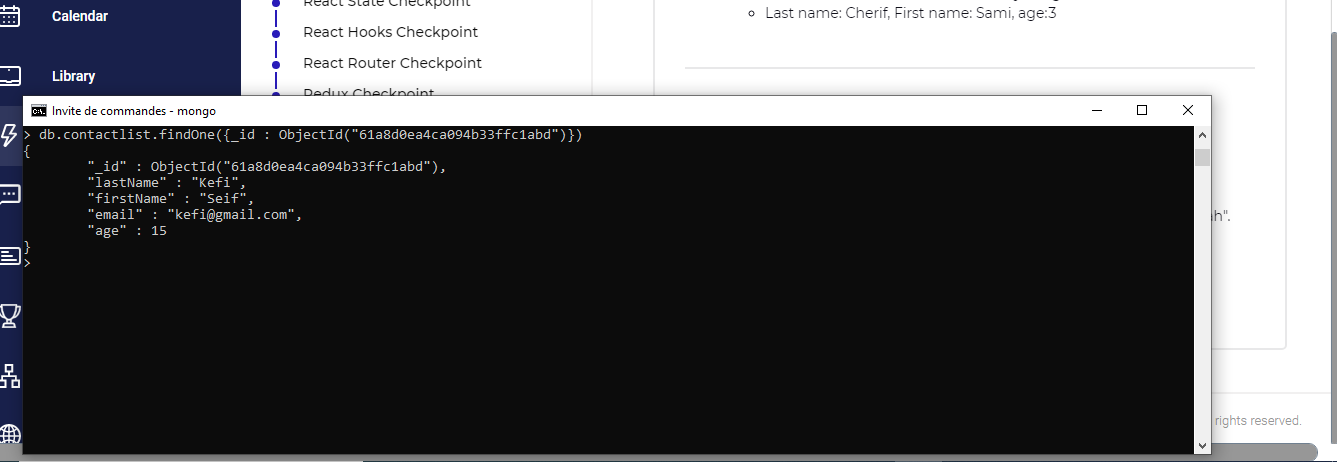 Calendar
Library
React State Checkpoint
React Hooks Checkpoint
React Router Checkpoint
Redux Checkpoint
Last name: Cherif, First name: Sami, age:3
Invite de commandes - mongo
> db.contactlist.findOne({_id : ObjectId("61a8d0ea4ca094b33ffc1abd")})
{
"_id" : ObjectId("61a8d0ea4ca094b33ffc1abd"),
"lastName" : "Kefi",
"firstName" : "Seif",
"email" : "kefi@gmail.com",
"age" : 15
}
>
ah".
rights reserved.